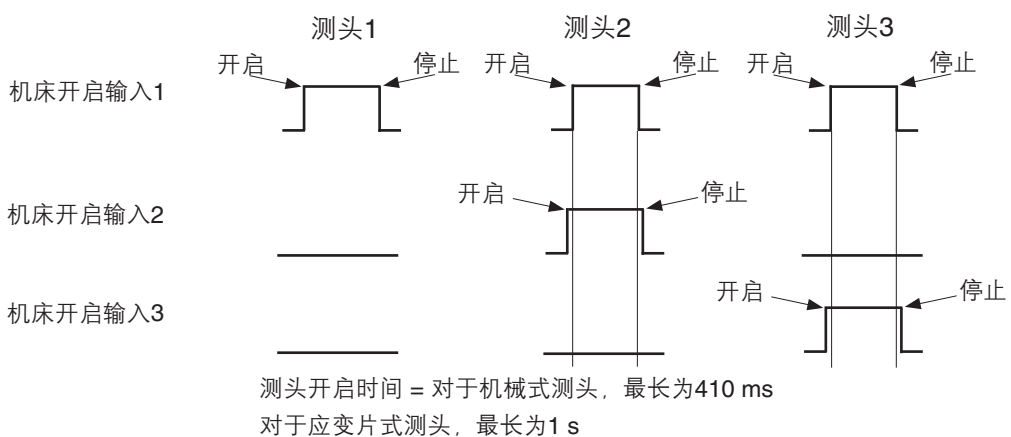 测头1 测头2 测头3
开启 停止 开启 停止 开启 停止
机床开启输入1
开启 停止
机床开启输入2
开启 停止
机床开启输入3
测头开启时间 = 对于机械式测头，最长为410 ms
对于应变片式测头，最长为1 s